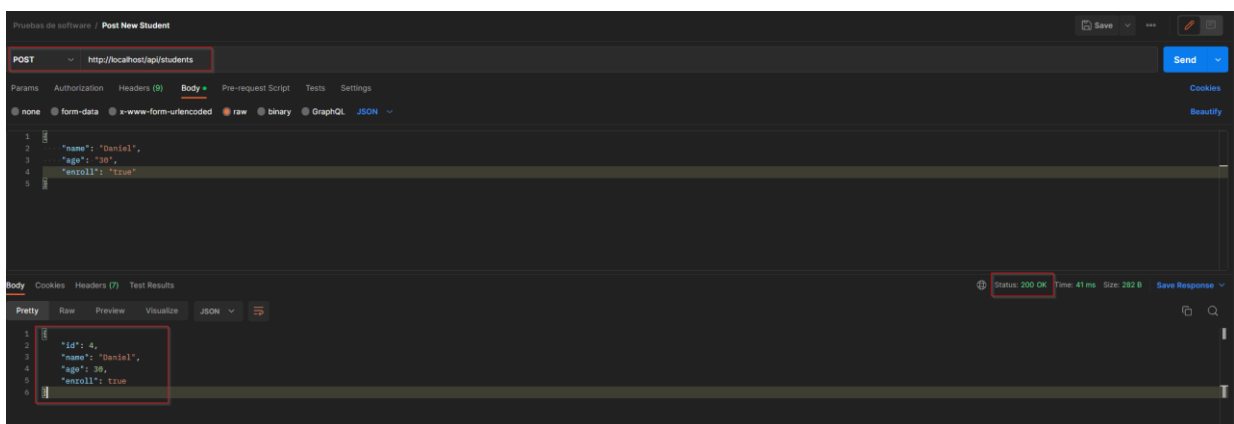 Pruebas de software / Post New Student
Save
POST http://localhost/api/students Send
Params Authorization Headers (9) Body Pre-request Script Tests Settings Cookies
none form-data x-www-form-urlencoded raw binary GraphQL JSON Beautify
1 {
2 "name": "Daniel",
3 "age": "30",
4 "enroll": "true"
5 }
Body Cookies Headers (7) Test Results Status: 200 OK Time: 41 ms Size: 282 B Save Response
Pretty Raw Preview Visualize JSON
1 {
2 "id": 4,
3 "name": "Daniel",
4 "age": 30,
5 "enroll": true
6 }